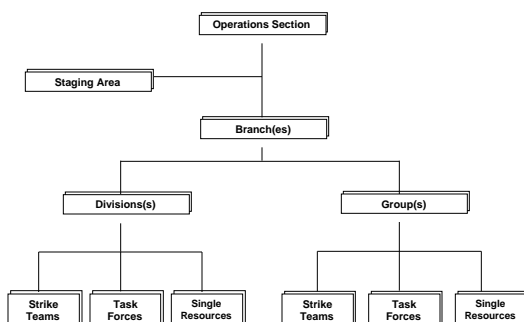 Operations Section
Staging Area
Branch(es)
Divisions(s)
Group(s)
Strike
Teams
Task
Forces
Single
Resources
Strike
Teams
Task
Forces
Single
Resources